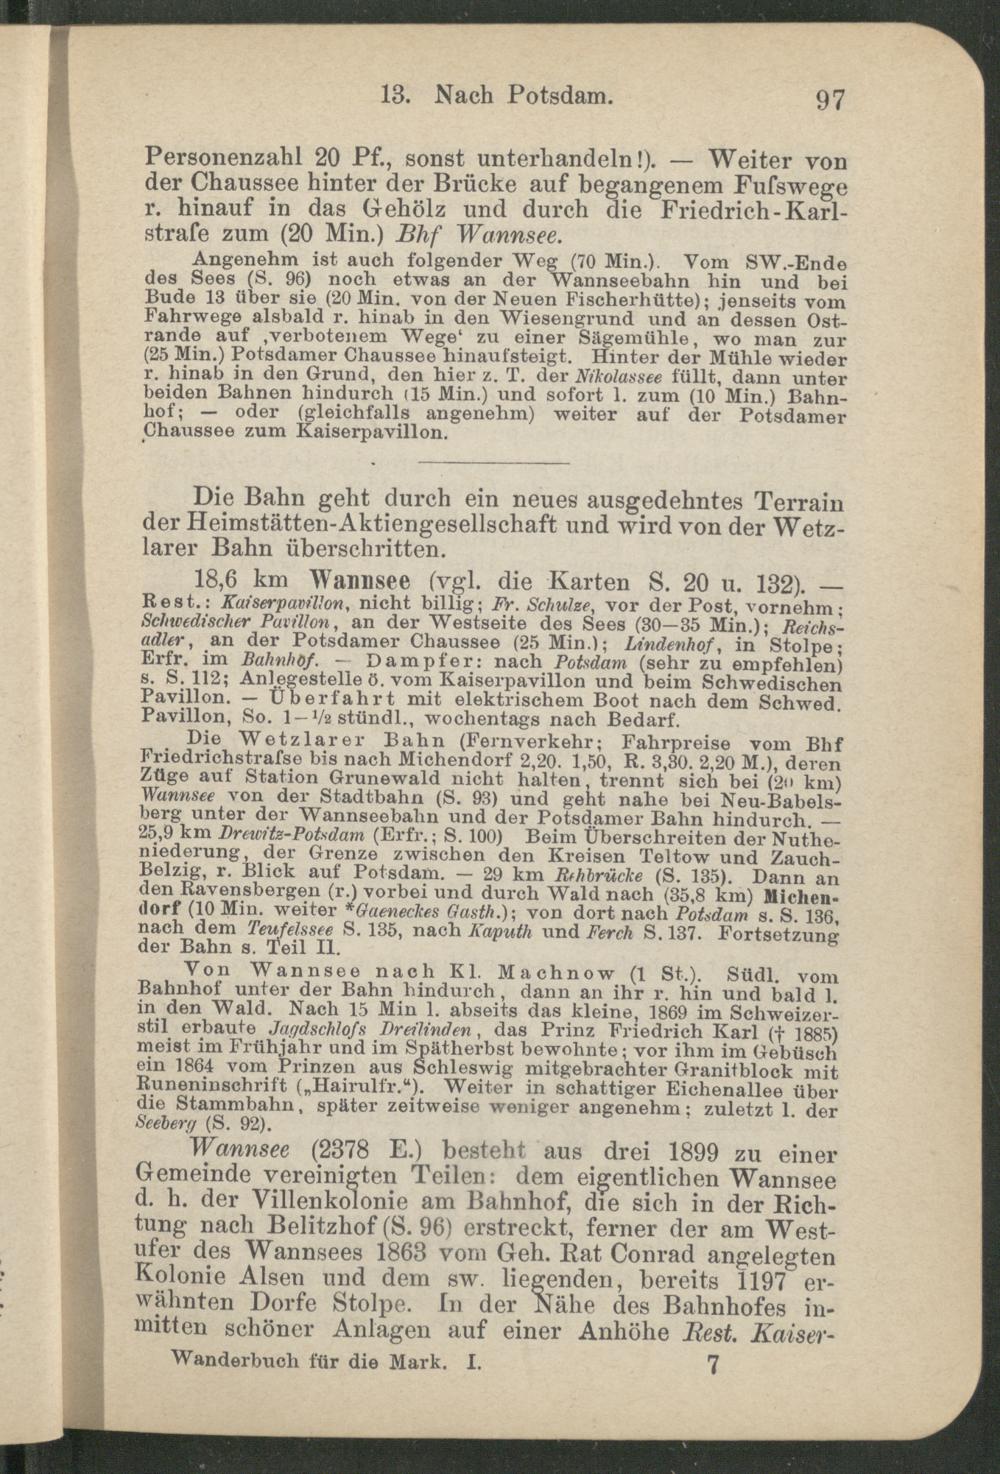 13. Nach Potsdam. 97
Personenzahl 20 Pf., sonst unterhandeln!). — Weiter von
der Chaussee hinter der Brücke auf begangenem Fuſswege
r. hinauf in das Gehölz und durch die Friedrich-Karl-
straſe zum (20 Min.) Bhf Wannsee.
Angenehm ist auch folgender Weg (70 Min.). Vom SW.-Ende
des Sees (S. 96) noch etwas an der Wannseebahn hin und bei
Bude 13 über sie (20 Min. von der Neuen Fischerhütte); jenseits vom
Fahrwege alsbald r. hinab in den Wiesengrund und an dessen Ost-
rande auf ‚verbotenem Wege‘ zu einer Sägemühle, wo man zur
(25 Min.) Potsdamer Chaussee hinaufsteigt. Hinter der Mühle wieder
r. hinab in den Grund, den hier z. T. der Nikolassee füllt, dann unter
beiden Bahnen hindurch (15 Min.) und sofort l. zum (10 Min.) Bahn-
hof; — oder (gleichfalls angenehm) weiter auf der Potsdamer
Chaussee zum Kaiserpavillon.
Die Bahn geht durch ein neues ausgedehntes Terrain
der Heimstätten-Aktiengesellschaft und wird von der Wetz-
larer Bahn überschritten.
18,6 km Wannsee (vgl. die Karten S. 20 u. 132). —
Rest.: Kaiserpavillon, nicht billig; Fr. Schulze, vor der Post, vornehm;
Schwedischer Pavillon, an der Westseite des Sees (30—35 Min.); Reichs-
adler, an der Potsdamer Chaussee (25 Min.); Lindenhof, in Stolpe;
Erfr. im Bahnhof. — Dampfer: nach Potsdam (sehr zu empfehlen)
s. S. 112; Anlegestelle ö. vom Kaiserpavillon und beim Schwedischen
Pavillon. — Überfahrt mit elektrischem Boot nach dem Schwed.
Pavillon, So. 1—½ stündl., wochentags nach Bedarf.
Die Wetzlarer Bahn (Fernverkehr; Fahrpreise vom Bhf
Friedrichstraſse bis nach Michendorf 2,20. 1,50, R. 3,30. 2,20 M.), deren
Züge auf Station Grunewald nicht halten, trennt sich bei (20 km)
Wannsee von der Stadtbahn (S. 93) und geht nahe bei Neu-Babels-
berg unter der Wannseebahn und der Potsdamer Bahn hindurch. —
25,9 km Drewitz-Potsdam (Erfr.; S. 100) Beim Überschreiten der Nuthe-
niederung, der Grenze zwischen den Kreisen Teltow und Zauch-
Belzig, r. Blick auf Potsdam. — 29 km Rehbrücke (S. 135). Dann an
den Ravensbergen (r.) vorbei und durch Wald nach (35,8 km) Michen-
dorf (10 Min. weiter *Gaeneckes Gasth.); von dort nach Potsdam s. S. 136,
nach dem Teufelssee S. 135, nach Kaputh und Ferch S. 137. Fortsetzung
der Bahn s. Teil II.
Von Wannsee nach Kl. Machnow (1 St.). Südl. vom
Bahnhof unter der Bahn hindurch, dann an ihr r. hin und bald l.
in den Wald. Nach 15 Min l. abseits das kleine, 1869 im Schweizer-
stil erbaute Jagdschloſs Dreilinden, das Prinz Friedrich Karl († 1885)
meist im Frühjahr und im Spätherbst bewohnte; vor ihm im Gebüsch
ein 1864 vom Prinzen aus Schleswig mitgebrachter Granitblock mit
Runeninschrift („Hairulfr.“). Weiter in schattiger Eichenallee über
die Stammbahn, später zeitweise weniger angenehm; zuletzt l. der
Seeberg (S. 92).
Wannsee (2378 E.) besteht aus drei 1899 zu einer
Gemeinde vereinigten Teilen: dem eigentlichen Wannsee
d. h. der Villenkolonie am Bahnhof, die sich in der Rich-
tung nach Belitzhof (S. 96) erstreckt, ferner der am West-
ufer des Wannsees 1863 vom Geh. Rat Conrad angelegten
Kolonie Alsen und dem sw. liegenden, bereits 1197 er-
wähnten Dorfe Stolpe. In der Nähe des Bahnhofes in-
mitten schöner Anlagen auf einer Anhöhe Rest. Kaiser-
Wanderbuch für die Mark. I. 7